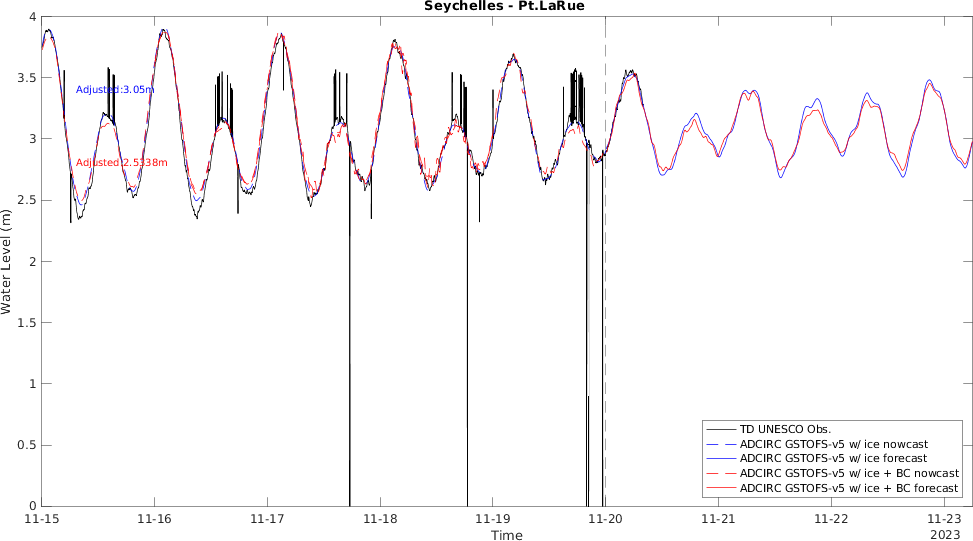 Seychelles - Pt.LaRue
4
3.5
3
2.5
2
1.5
1
0.5
0
Water Level (m)
Adjusted:3.05m
Adjusted:2.5338m
TD UNESCO Obs.
ADCIRC GSTOFS-v5 w/ ice nowcast
ADCIRC GSTOFS-v5 w/ ice forecast
ADCIRC GSTOFS-v5 w/ ice + BC nowcast
ADCIRC GSTOFS-v5 w/ ice + BC forecast
11-15 11-16 11-17 11-18 11-19 11-20 11-21 11-22 11-23
Time
2023